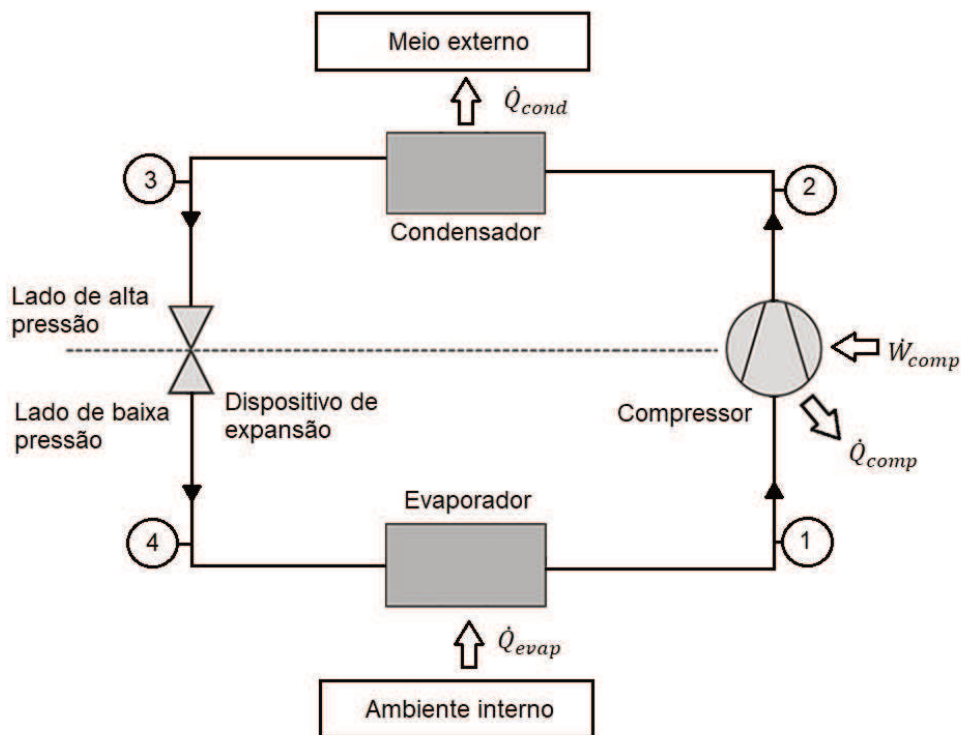 Meio externo
Q̇cond
3
2
Condensador
Lado de alta
pressão
Ẇcomp
Lado de baixa
pressão
Dispositivo de
expansão
Compressor
Q̇comp
Evaporador
4
1
Q̇evap
Ambiente interno